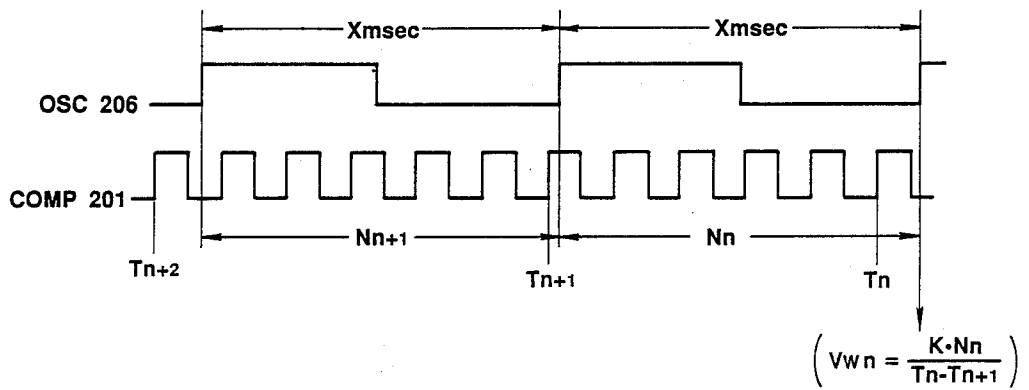 Xmsec Xmsec
OSC 206
COMP 201
Nn+1 Nn
Tn+2 Tn+1 Tn
(Vwn = K•Nn / Tn-Tn+1)